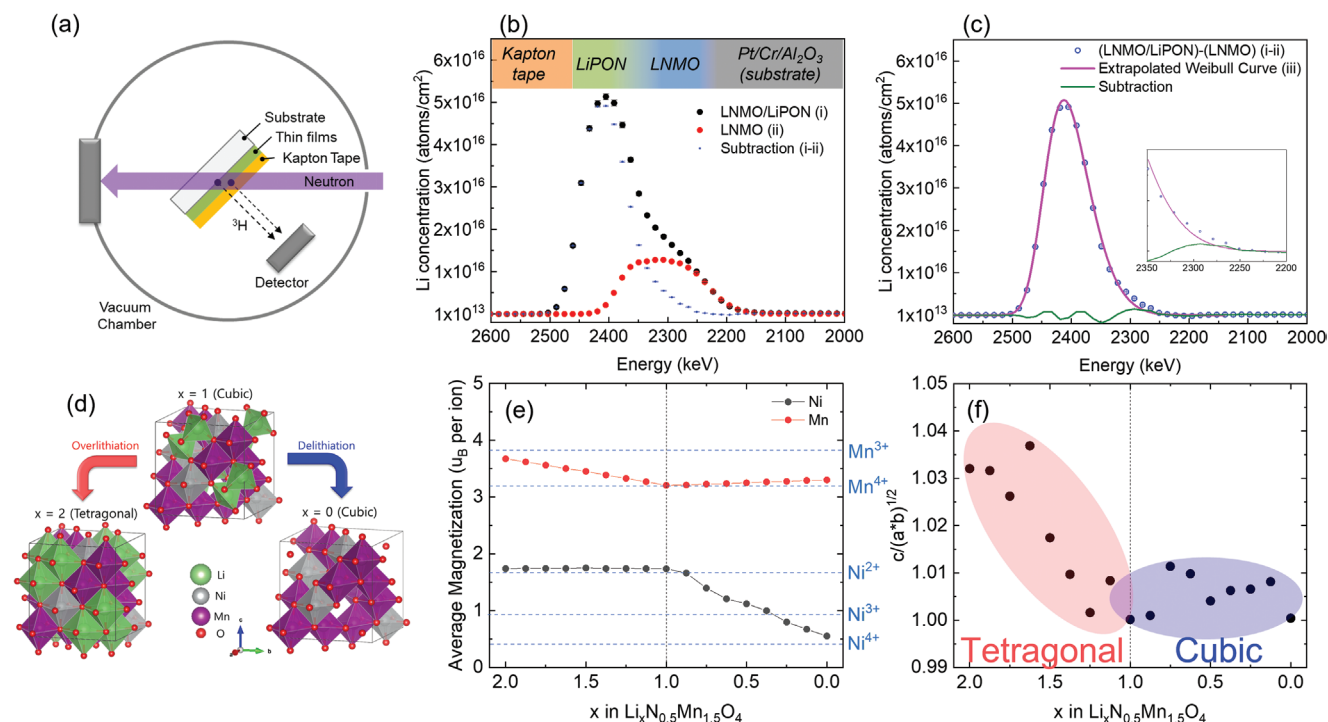 (a)
Substrate
Thin films
Kapton Tape
Neutron
³H
Detector
Vacuum
Chamber
(b)
Kapton
tape
LiPON
LNMO
Pt/Cr/Al₂O₃
(substrate)
LNMO/LiPON (i)
LNMO (ii)
Subtraction (i-ii)
Li concentration (atoms/cm²)
6x10¹⁶
5x10¹⁶
4x10¹⁶
3x10¹⁶
2x10¹⁶
1x10¹⁶
1x10¹³
2600 2500 2400 2300 2200 2100 2000
Energy (keV)
(c)
(LNMO/LiPON)-(LNMO) (i-ii)
Extrapolated Weibull Curve (iii)
Subtraction
Li concentration (atoms/cm²)
6x10¹⁶
5x10¹⁶
4x10¹⁶
3x10¹⁶
2x10¹⁶
1x10¹⁶
1x10¹³
2350 2300 2250 2200
2600 2500 2400 2300 2200 2100 2000
Energy (keV)
(d)
x = 1 (Cubic)
Overlithiation
Delithiation
x = 2 (Tetragonal)
x = 0 (Cubic)
Li
Ni
Mn
O
c
a
b
(e)
Ni
Mn
Average Magnetization (u_B per ion)
5
4
3
2
1
0
Mn³⁺
Mn⁴⁺
Ni²⁺
Ni³⁺
Ni⁴⁺
2.0 1.5 1.0 0.5 0.0
x in LiₓN₀.₅Mn₁.₅O₄
(f)
c/(a*b)^1/2
1.05
1.04
1.03
1.02
1.01
1.00
0.99
Tetragonal
Cubic
2.0 1.5 1.0 0.5 0.0
x in LiₓN₀.₅Mn₁.₅O₄